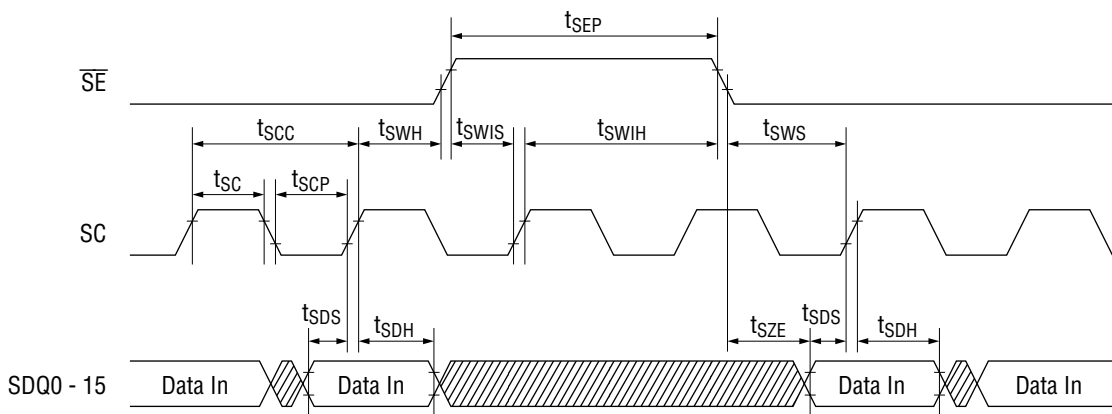 tSEP
SE
tSCC tSWH tSWIS tSWIH tSWS
tSC tSCP
SC
tSDS tSDH tSZE tSDS tSDH
SDQ0 - 15 Data In Data In Data In Data In